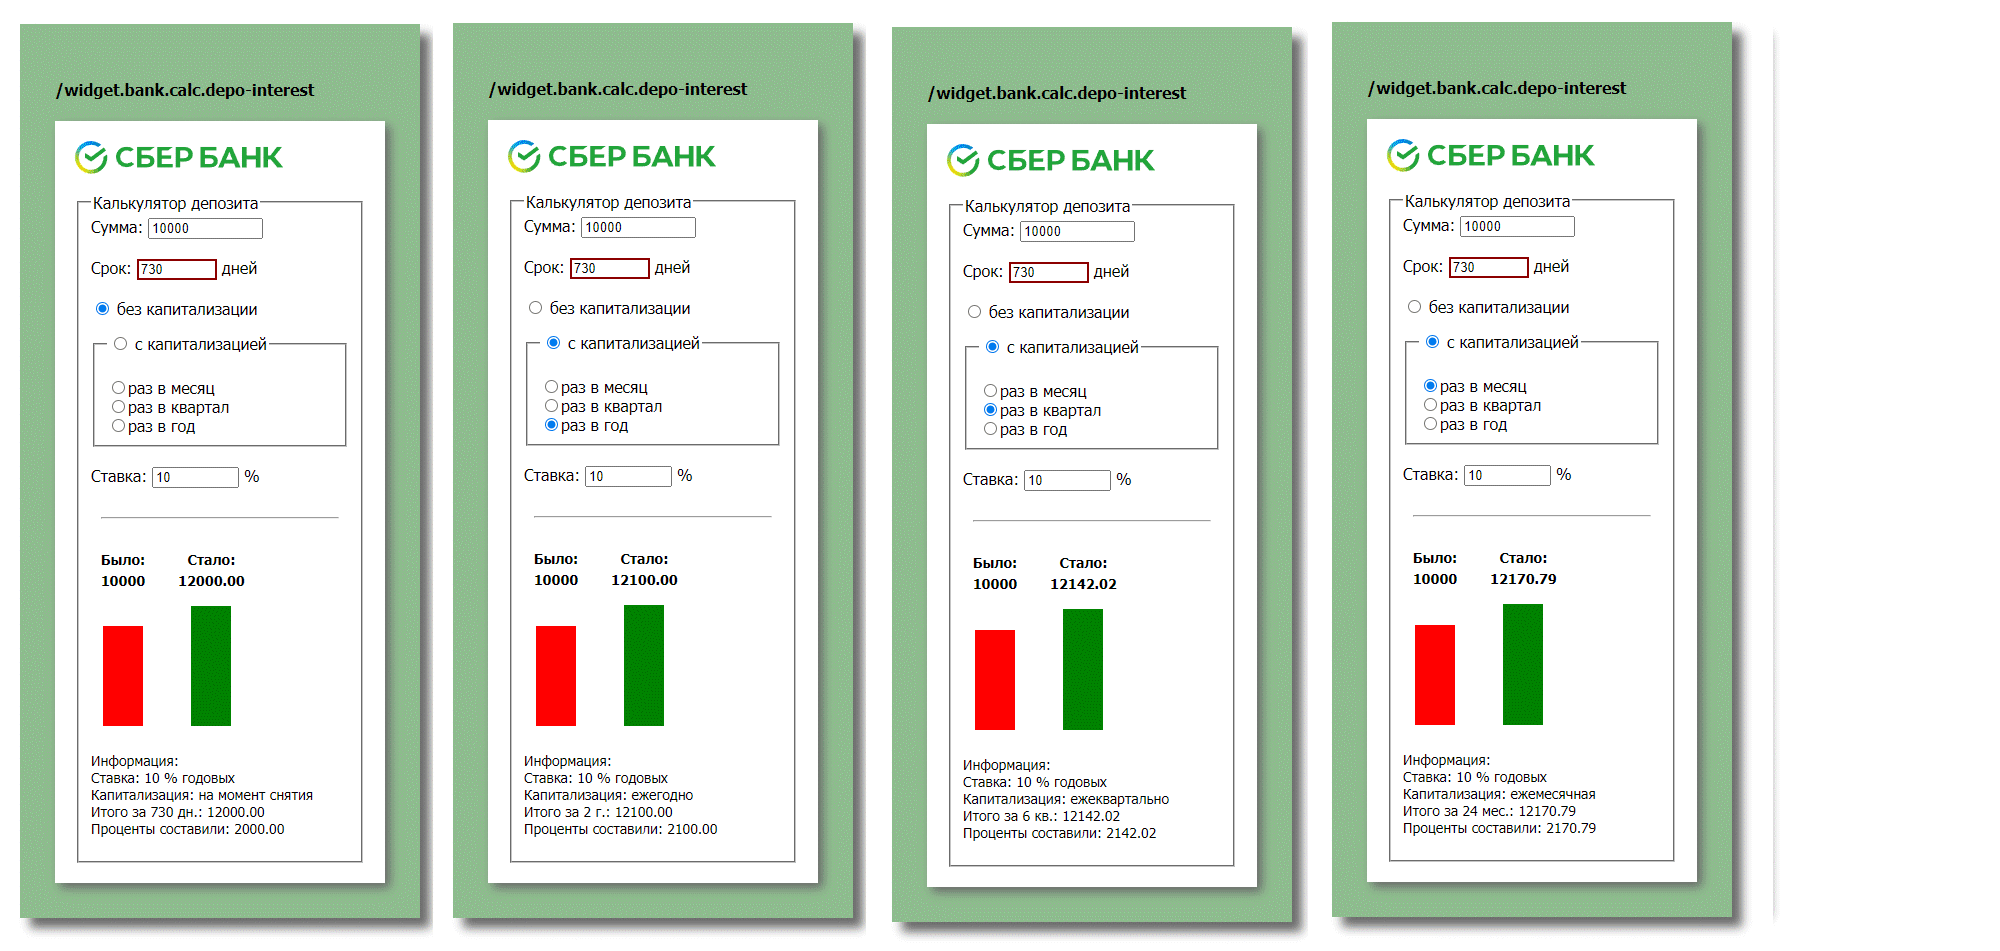 /widget.bank.calc.depo-interest
СБЕР БАНК
Калькулятор депозита
Сумма: 10000
Срок: 730 дней
без капитализации
с капитализацией
раз в месяц
раз в квартал
раз в год
Ставка: 10 %
Было: Стало:
10000 12000.00
Информация:
Ставка: 10 % годовых
Капитализация: на момент снятия
Итого за 730 дн.: 12000.00
Проценты составили: 2000.00
/widget.bank.calc.depo-interest
СБЕР БАНК
Калькулятор депозита
Сумма: 10000
Срок: 730 дней
без капитализации
с капитализацией
раз в месяц
раз в квартал
раз в год
Ставка: 10 %
Было: Стало:
10000 12100.00
Информация:
Ставка: 10 % годовых
Капитализация: ежегодно
Итого за 2 г.: 12100.00
Проценты составили: 2100.00
/widget.bank.calc.depo-interest
СБЕР БАНК
Калькулятор депозита
Сумма: 10000
Срок: 730 дней
без капитализации
с капитализацией
раз в месяц
раз в квартал
раз в год
Ставка: 10 %
Было: Стало:
10000 12142.02
Информация:
Ставка: 10 % годовых
Капитализация: ежеквартально
Итого за 6 кв.: 12142.02
Проценты составили: 2142.02
/widget.bank.calc.depo-interest
СБЕР БАНК
Калькулятор депозита
Сумма: 10000
Срок: 730 дней
без капитализации
с капитализацией
раз в месяц
раз в квартал
раз в год
Ставка: 10 %
Было: Стало:
10000 12170.79
Информация:
Ставка: 10 % годовых
Капитализация: ежемесячная
Итого за 24 мес.: 12170.79
Проценты составили: 2170.79